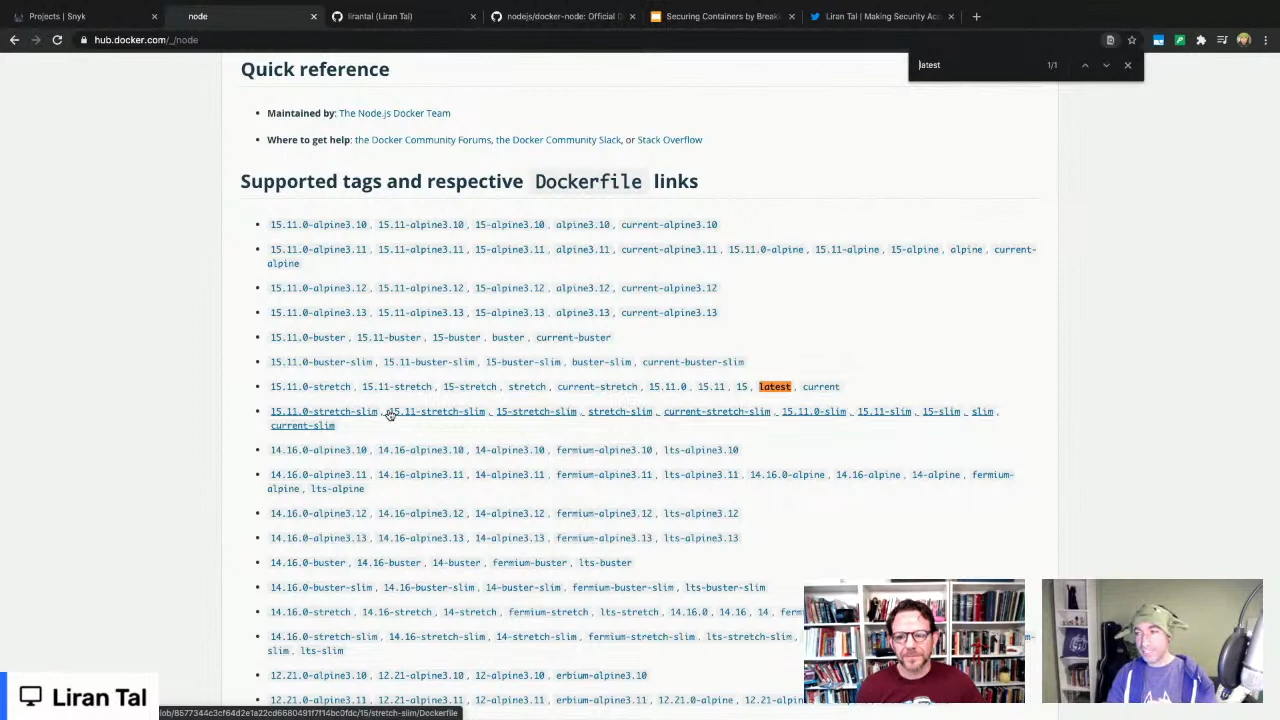 Projects | Snyk
node
lirantal (Liran Tal)
nodejs/docker-node: Official D
Securing Containers by Breaki
Liran Tal | Making Security Acc
hub.docker.com/_/node
latest 1/1
Quick reference
• Maintained by: The Node.js Docker Team
• Where to get help: the Docker Community Forums, the Docker Community Slack, or Stack Overflow
Supported tags and respective Dockerfile links
• 15.11.0-alpine3.10, 15.11-alpine3.10, 15-alpine3.10, alpine3.10, current-alpine3.10
• 15.11.0-alpine3.11, 15.11-alpine3.11, 15-alpine3.11, alpine3.11, current-alpine3.11, 15.11.0-alpine, 15.11-alpine, 15-alpine, alpine, current-
alpine
• 15.11.0-alpine3.12, 15.11-alpine3.12, 15-alpine3.12, alpine3.12, current-alpine3.12
• 15.11.0-alpine3.13, 15.11-alpine3.13, 15-alpine3.13, alpine3.13, current-alpine3.13
• 15.11.0-buster, 15.11-buster, 15-buster, buster, current-buster
• 15.11.0-buster-slim, 15.11-buster-slim, 15-buster-slim, buster-slim, current-buster-slim
• 15.11.0-stretch, 15.11-stretch, 15-stretch, stretch, current-stretch, 15.11.0, 15.11, 15, latest, current
• 15.11.0-stretch-slim, 15.11-stretch-slim, 15-stretch-slim, stretch-slim, current-stretch-slim, 15.11.0-slim, 15.11-slim, 15-slim, slim,
current-slim
• 14.16.0-alpine3.10, 14.16-alpine3.10, 14-alpine3.10, fermium-alpine3.10, lts-alpine3.10
• 14.16.0-alpine3.11, 14.16-alpine3.11, 14-alpine3.11, fermium-alpine3.11, lts-alpine3.11, 14.16.0-alpine, 14.16-alpine, 14-alpine, fermium-
alpine, lts-alpine
• 14.16.0-alpine3.12, 14.16-alpine3.12, 14-alpine3.12, fermium-alpine3.12, lts-alpine3.12
• 14.16.0-alpine3.13, 14.16-alpine3.13, 14-alpine3.13, fermium-alpine3.13, lts-alpine3.13
• 14.16.0-buster, 14.16-buster, 14-buster, fermium-buster, lts-buster
• 14.16.0-buster-slim, 14.16-buster-slim, 14-buster-slim, fermium-buster-slim, lts-buster-slim
• 14.16.0-stretch, 14.16-stretch, 14-stretch, fermium-stretch, lts-stretch, 14.16.0, 14.16, 14, fermi
• 14.16.0-stretch-slim, 14.16-stretch-slim, 14-stretch-slim, fermium-stretch-slim, lts-stretch-slim, m-
slim, lts-slim
• 12.21.0-alpine3.10, 12.21-alpine3.10, 12-alpine3.10, erbium-alpine3.10
12.21.0-alpine3.11, 12.21-alpine3.11, 12-alpine3.11, erbium-alpine3.11, 12.21.0-alpine, 12.21-alpin
Liran Tal
lob/8577344c3cf64d2e1a22cd6680491f7f14bc0fdc/15/stretch-slim/Dockerfile